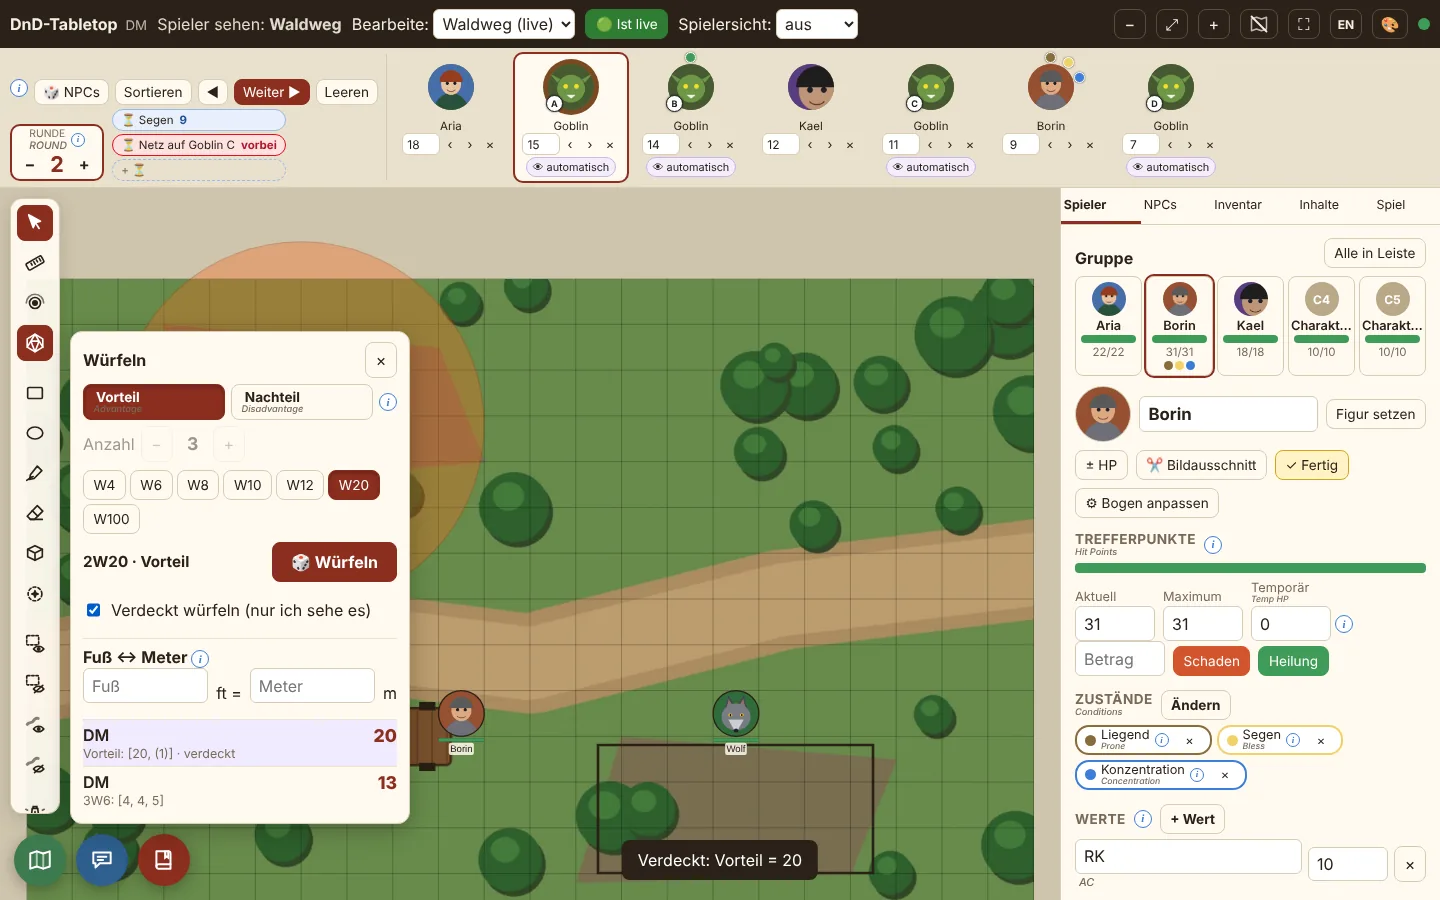 DnD-Tabletop DM Spieler sehen: Waldweg Bearbeite: Waldweg (live) Ist live Spielersicht: aus − + EN
NPCs Sortieren ◀ Weiter ▶ Leeren
RUNDE
ROUND
− 2 +
Segen 9
Netz auf Goblin C vorbei
+
Aria
18 ‹ › ×
A
Goblin
15 ‹ › ×
automatisch
B
Goblin
14 ‹ › ×
automatisch
Kael
12 ‹ › ×
C
Goblin
11 ‹ › ×
automatisch
Borin
9 ‹ › ×
D
Goblin
7 ‹ › ×
automatisch
Würfeln ×
Vorteil
Advantage
Nachteil
Disadvantage
Anzahl − 3 +
W4 W6 W8 W10 W12 W20
W100
2W20 · Vorteil Würfeln
Verdeckt würfeln (nur ich sehe es)
Fuß ↔ Meter
Fuß ft = Meter m
DM 20
Vorteil: [20, (1)] · verdeckt
DM 13
3W6: [4, 4, 5]
Borin
Wolf
Verdeckt: Vorteil = 20
Spieler NPCs Inventar Inhalte Spiel
Gruppe Alle in Leiste
C4 C5
Aria Borin Kael Charakt... Charakt...
22/22 31/31 18/18 10/10 10/10
Borin Figur setzen
± HP Bildausschnitt ✓ Fertig
Bogen anpassen
TREFFERPUNKTE
Hit Points
Aktuell Maximum Temporär
Temp HP
31 31 0
Betrag Schaden Heilung
ZUSTÄNDE
Conditions
Ändern
Liegend
Prone
×
Segen
Bless
×
Konzentration
Concentration
×
WERTE + Wert
RK 10 ×
AC